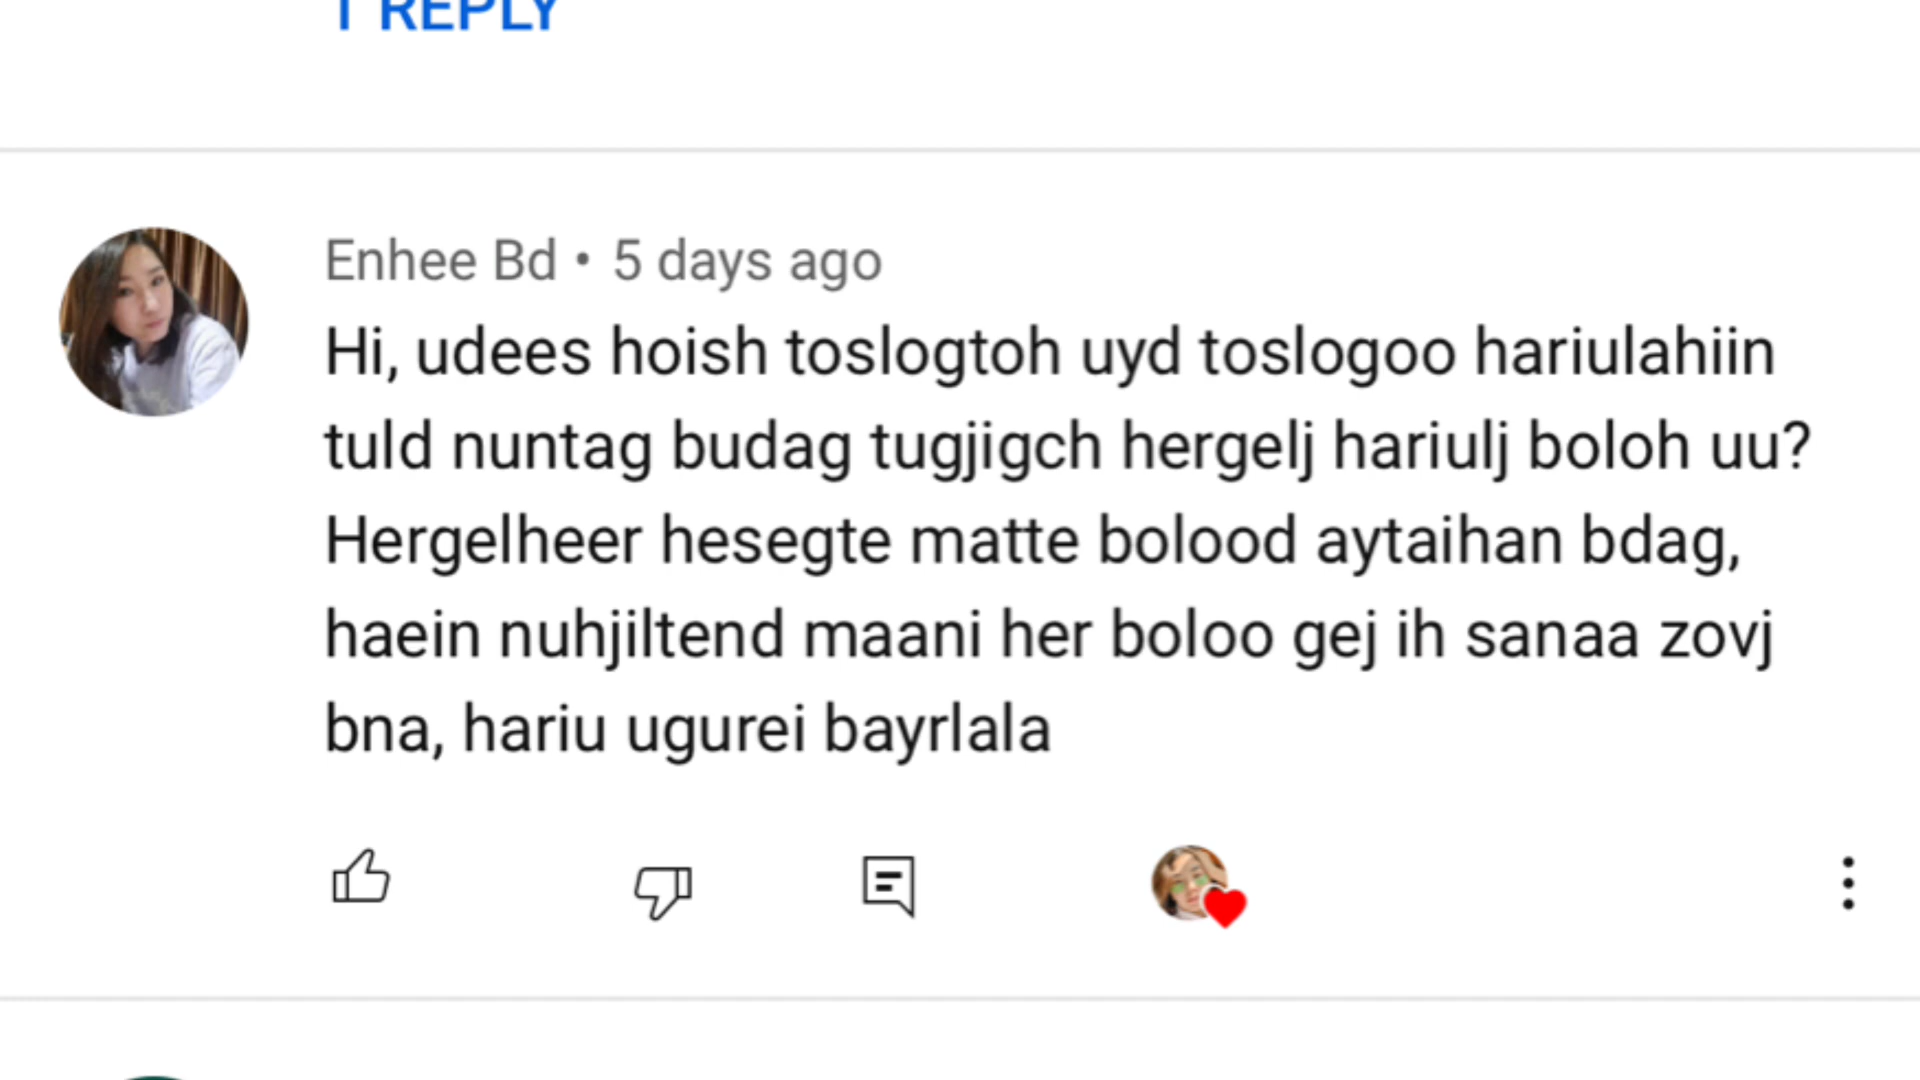 1 REPLY
Enhee Bd • 5 days ago
Hi, udees hoish toslogtoh uyd toslogoo hariulahiin
tuld nuntag budag tugjigch hergelj hariulj boloh uu?
Hergelheer hesegte matte bolood aytaihan bdag,
haein nuhjiltend maani her boloo gej ih sanaa zovj
bna, hariu ugurei bayrlala